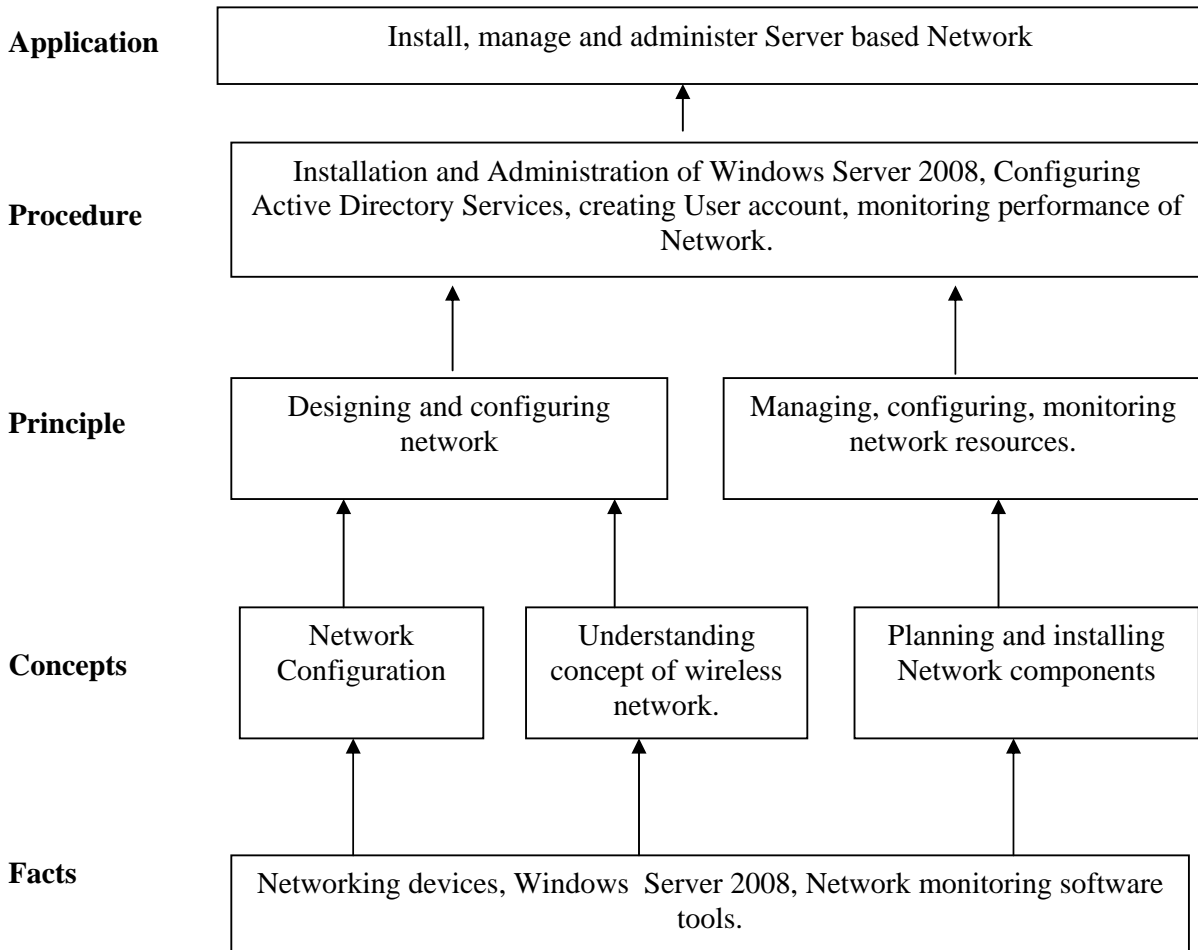 Application
Install, manage and administer Server based Network
Procedure
Installation and Administration of Windows Server 2008, Configuring
Active Directory Services, creating User account, monitoring performance of
Network.
Principle
Designing and configuring
network
Managing, configuring, monitoring
network resources.
Concepts
Network
Configuration
Understanding
concept of wireless
network.
Planning and installing
Network components
Facts
Networking devices, Windows Server 2008, Network monitoring software
tools.